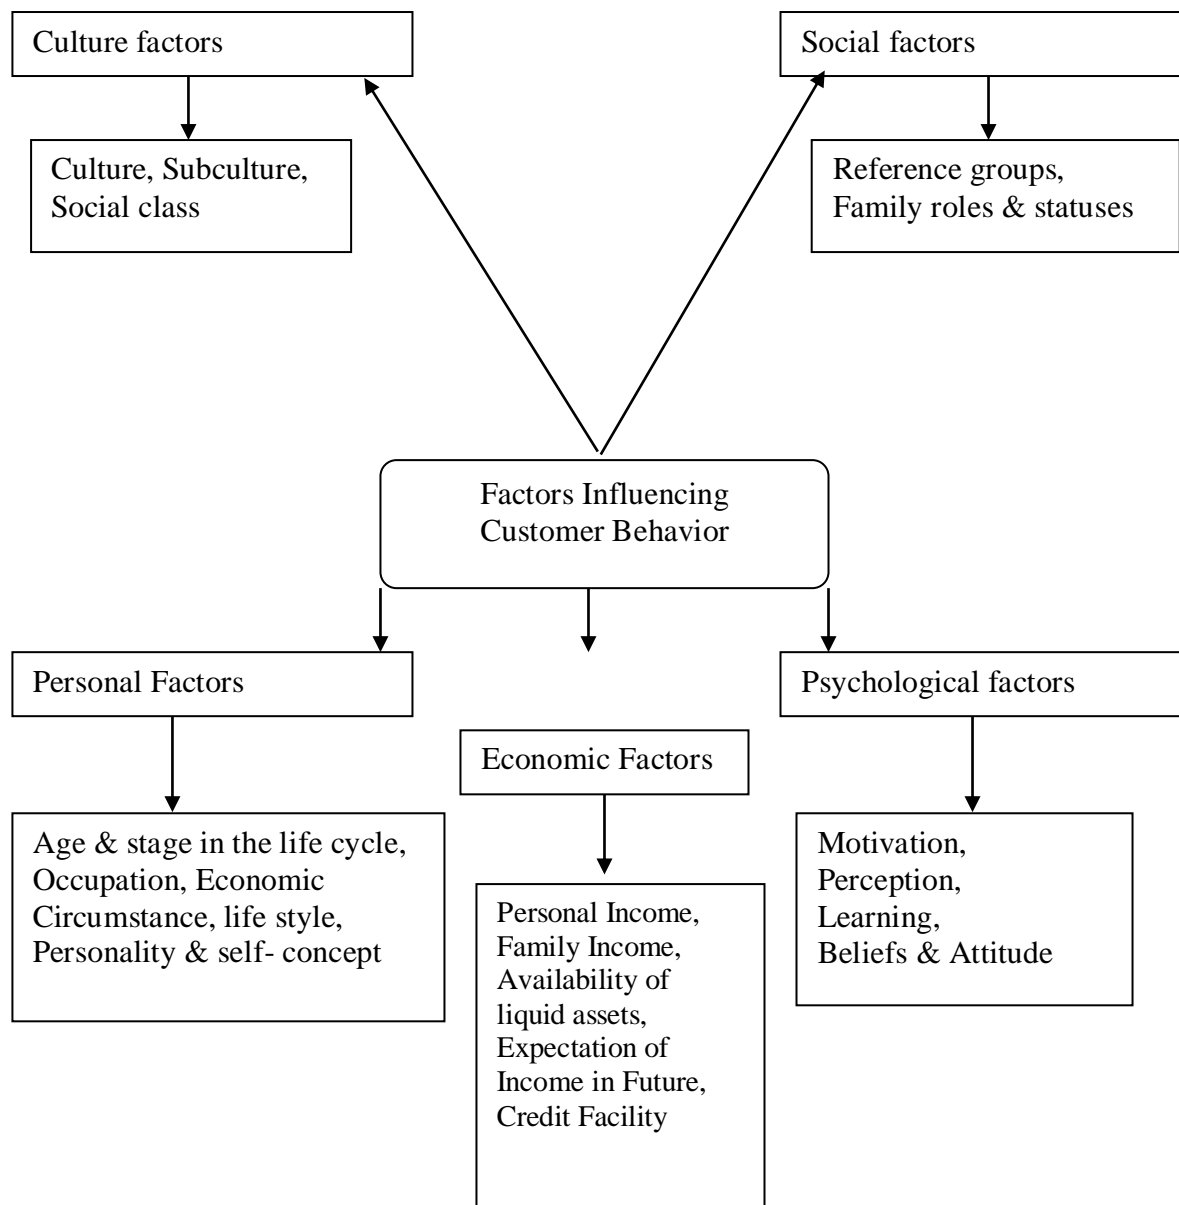 Culture factors
Social factors
Culture, Subculture,
Social class
Reference groups,
Family roles & statuses
Factors Influencing
Customer Behavior
Personal Factors
Psychological factors
Economic Factors
Age & stage in the life cycle,
Occupation, Economic
Circumstance, life style,
Personality & self- concept
Personal Income,
Family Income,
Availability of
liquid assets,
Expectation of
Income in Future,
Credit Facility
Motivation,
Perception,
Learning,
Beliefs & Attitude